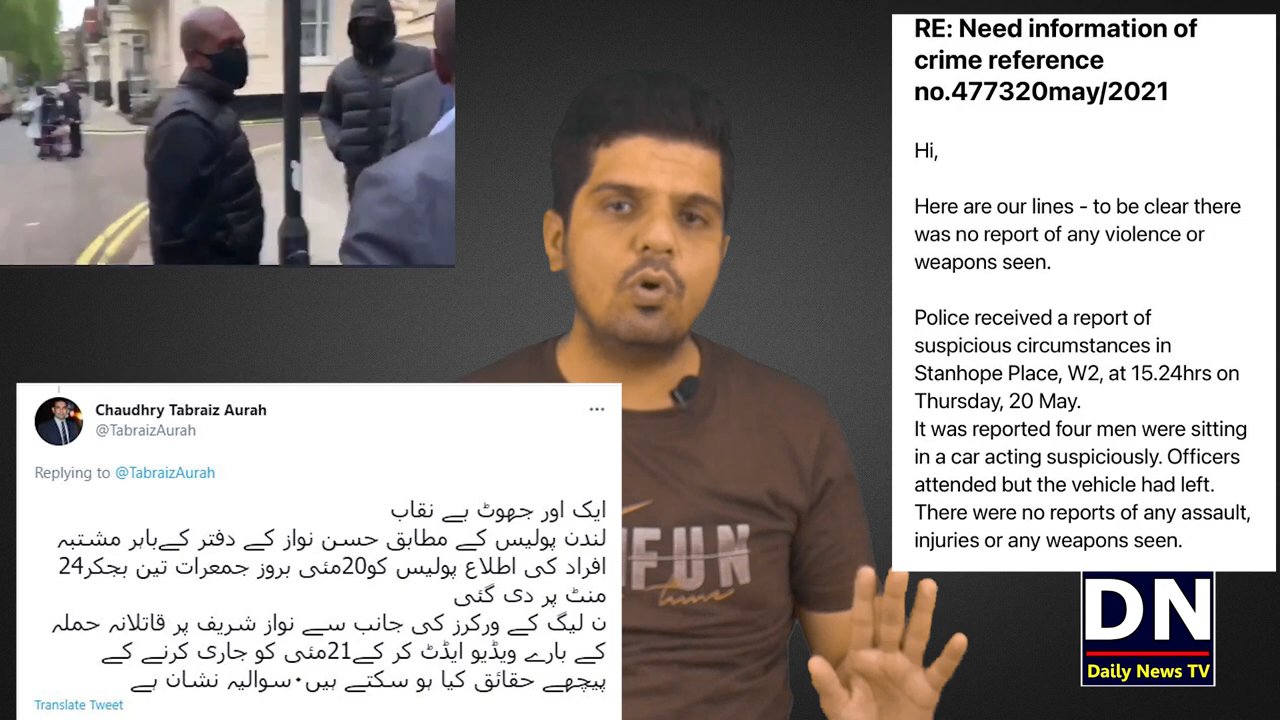 RE: Need information of
crime reference
no.477320may/2021
Hi,
Here are our lines - to be clear there
was no report of any violence or
weapons seen.
Police received a report of
suspicious circumstances in
Stanhope Place, W2, at 15.24hrs on
Thursday, 20 May.
It was reported four men were sitting
in a car acting suspiciously. Officers
attended but the vehicle had left.
There were no reports of any assault,
injuries or any weapons seen.
Chaudhry Tabraiz Aurah
@TabraizAurah
Replying to @TabraizAurah
ایک اور جھوٹ بے نقاب
لندن پولیس کے مطابق حسن نواز کے دفتر کےباہر مشتبہ
افراد کی اطلاع پولیس کو20مئی بروز جمعرات تین بجکر24
منٹ پر دی گئی
ن لیگ کے ورکرز کی جانب سے نواز شریف پر قاتلانہ حملہ
کے بارے ویڈیو ایڈٹ کر کے21مئی کو جاری کرنے کے
پیچھے حقائق کیا ہو سکتے ہیں۰سوالیہ نشان ہے
Translate Tweet
FUN
time
DN
Daily News TV